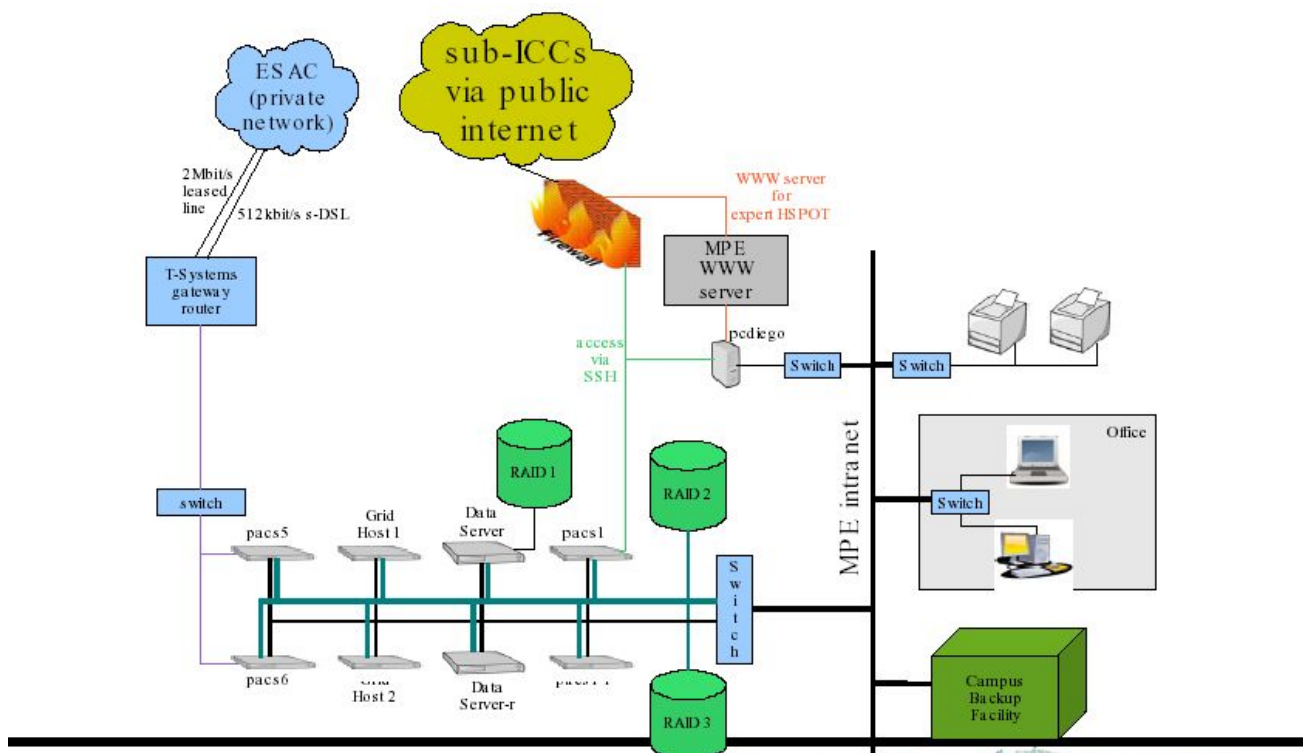 ESAC
(private
network)
sub-ICCs
via public
internet
2Mbit/s
leased
line
512kbit/s s-DSL
WWW server
for
expert HSPOT
Firewall
MPE
WWW
server
T-Systems
gateway
router
pcdiego
access
via
SSH
Switch
Switch
Office
RAID 1
RAID 2
Switch
switch
Grid
Host 1
Data
Server
pacs5
pacs1
MPE intranet
Switch
pacs6
Host 2
Data
Server-r
RAID 3
Campus
Backup
Facility